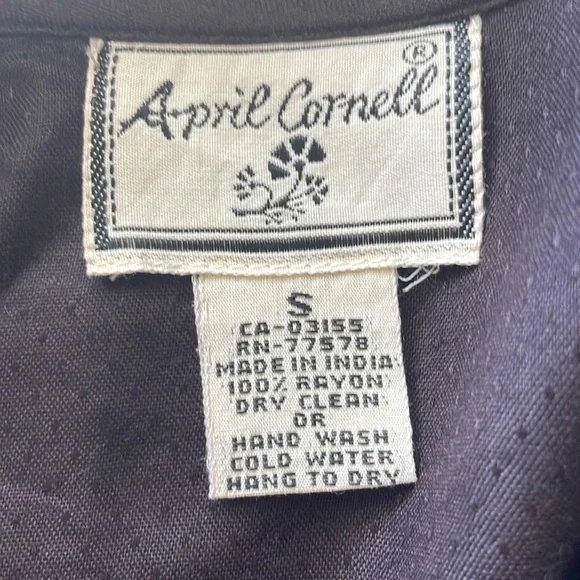 April Cornell ®
S
CA-03155
RN-77578
MADE IN INDIA
100% RAYON
DRY CLEAN
OR
HAND WASH
COLD WATER
HANG TO DRY